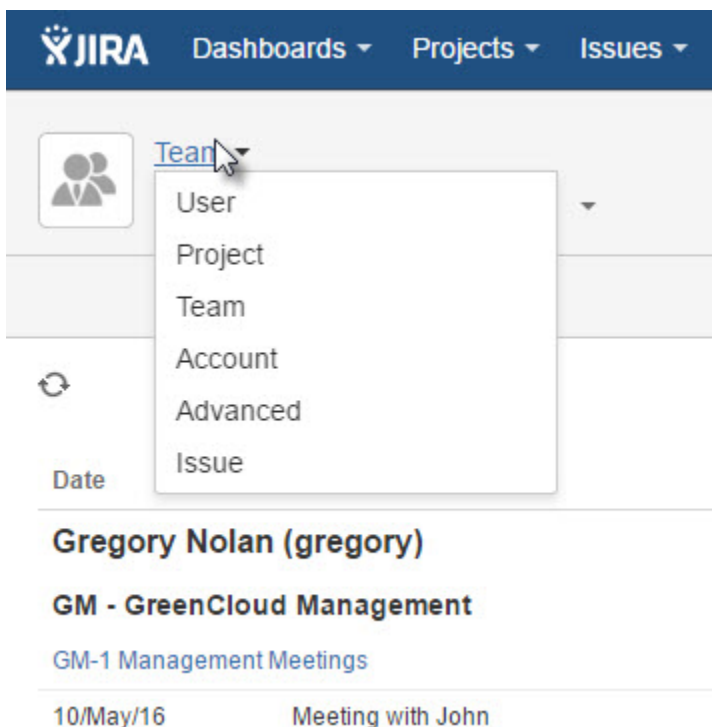 JIRA Dashboards Projects Issues
Team
User
Project
Team
Account
Advanced
Issue
Date
Gregory Nolan (gregory)
GM - GreenCloud Management
GM-1 Management Meetings
10/May/16 Meeting with John